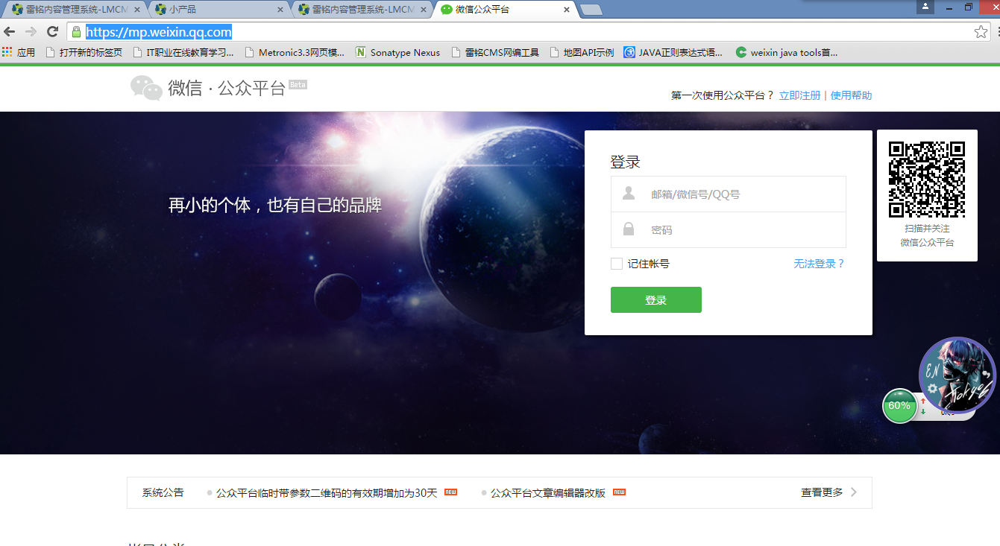 雷铭内容管理系统-LMCM
小产品
雷铭内容管理系统-LMCM
微信公众平台
https://mp.weixin.qq.com
应用
打开新的标签页
IT职业在线教育学习...
Metronic3.3网页模...
Sonatype Nexus
雷铭CMS网编工具
地图API示例
JAVA正则表达式语...
weixin java tools首...
微信·公众平台 Beta
第一次使用公众平台？ 立即注册 | 使用帮助
再小的个体，也有自己的品牌
登录
邮箱/微信号/QQ号
密码
记住帐号
无法登录？
登录
扫描并关注
微信公众平台
EN
Tokyo
60%
系统公告
公众平台临时带参数二维码的有效期增加为30天 NEW
公众平台文章编辑器改版 NEW
查看更多